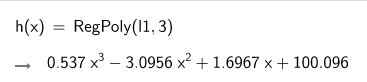 h(x) = RegPoly(l1, 3)
→ 0.537 x³ − 3.0956 x² + 1.6967 x + 100.096